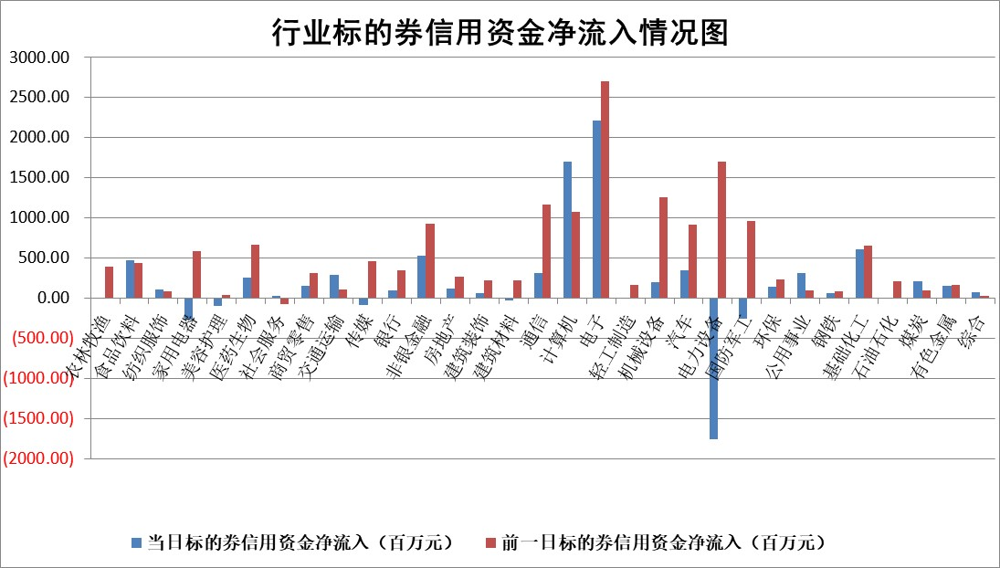 行业标的券信用资金净流入情况图
3000.00
2500.00
2000.00
1500.00
1000.00
500.00
0.00
(500.00)
(1000.00)
(1500.00)
(2000.00)
农林牧渔
食品饮料
纺织服饰
家用电器
美容护理
医药生物
社会服务
商贸零售
交通运输
传媒
银行
非银金融
房地产
建筑装饰
建筑材料
通信
计算机
电子
轻工制造
机械设备
汽车
电力设备
国防军工
环保
公用事业
钢铁
基础化工
石油石化
煤炭
有色金属
综合
当日标的券信用资金净流入（百万元）
前一日标的券信用资金净流入（百万元）